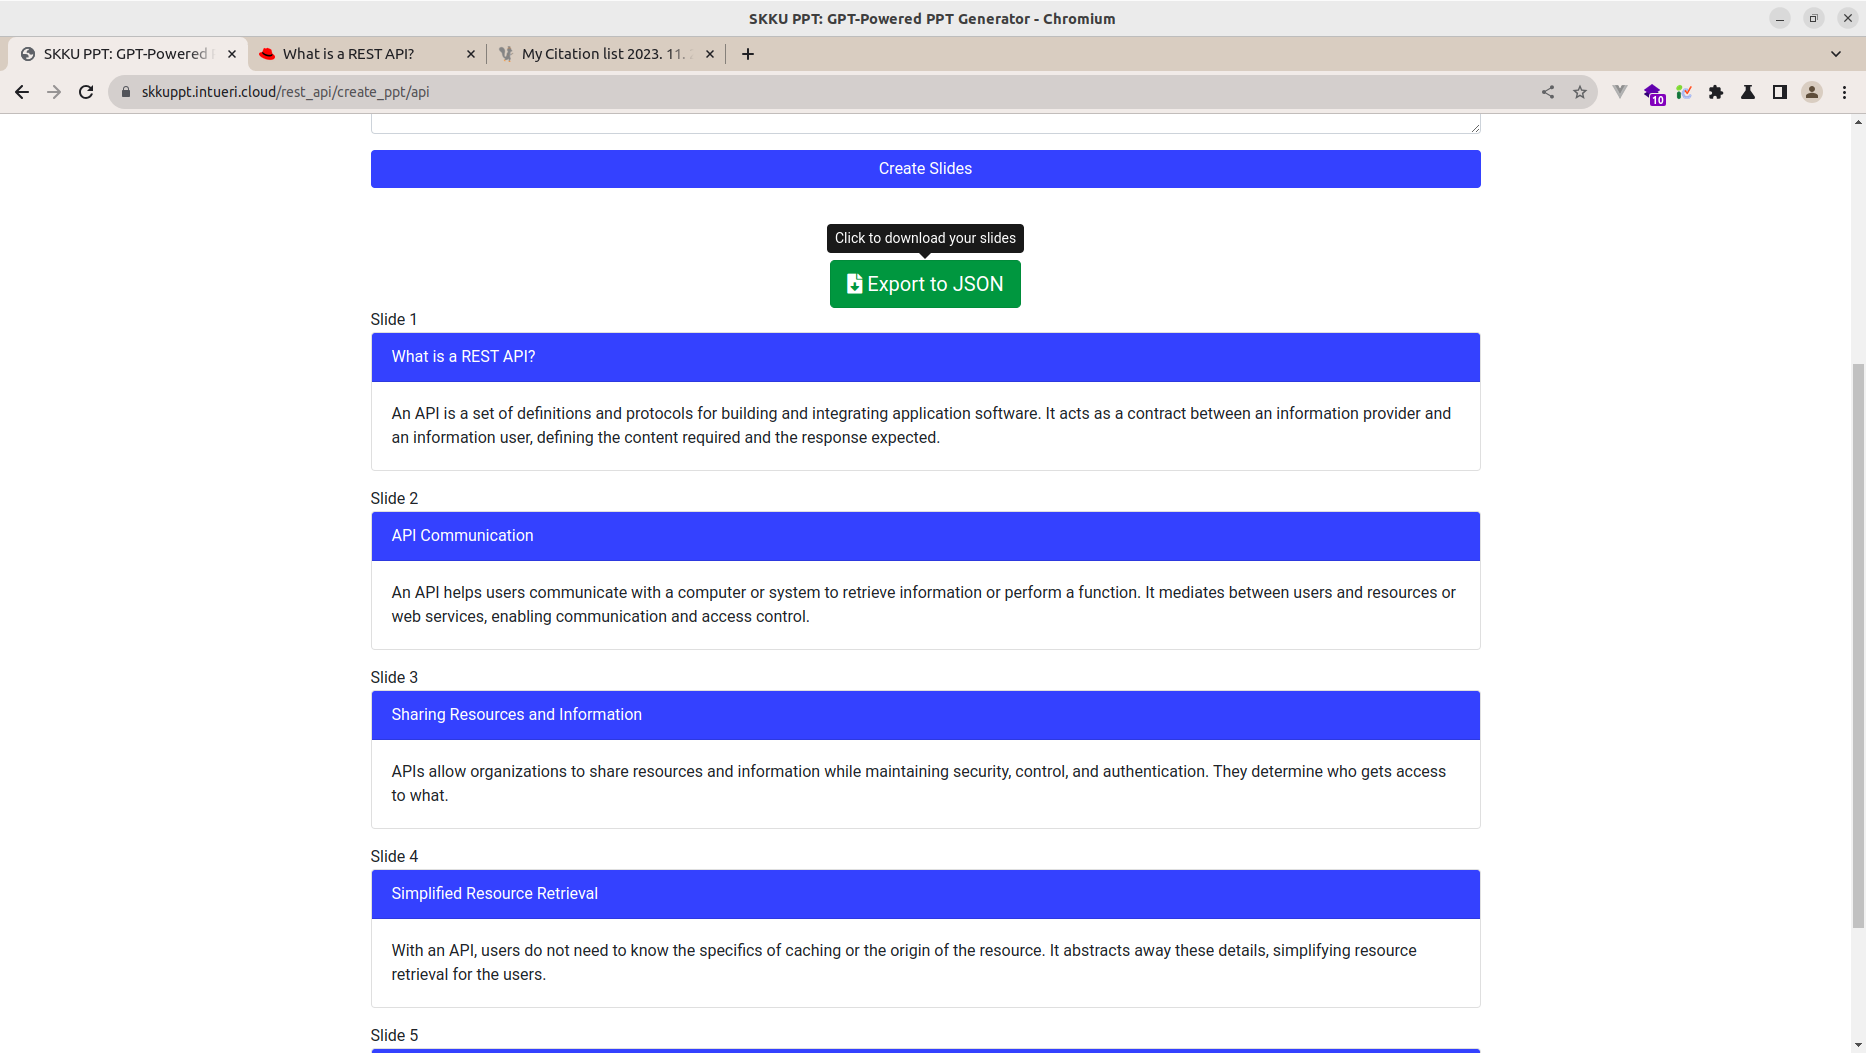 SKKU PPT: GPT-Powered PPT Generator - Chromium
SKKU PPT: GPT-Powered
What is a REST API?
My Citation list 2023. 11.
skkuppt.intueri.cloud/rest_api/create_ppt/api
10
Create Slides
Click to download your slides
Export to JSON
Slide 1
What is a REST API?
An API is a set of definitions and protocols for building and integrating application software. It acts as a contract between an information provider and
an information user, defining the content required and the response expected.
Slide 2
API Communication
An API helps users communicate with a computer or system to retrieve information or perform a function. It mediates between users and resources or
web services, enabling communication and access control.
Slide 3
Sharing Resources and Information
APIs allow organizations to share resources and information while maintaining security, control, and authentication. They determine who gets access
to what.
Slide 4
Simplified Resource Retrieval
With an API, users do not need to know the specifics of caching or the origin of the resource. It abstracts away these details, simplifying resource
retrieval for the users.
Slide 5